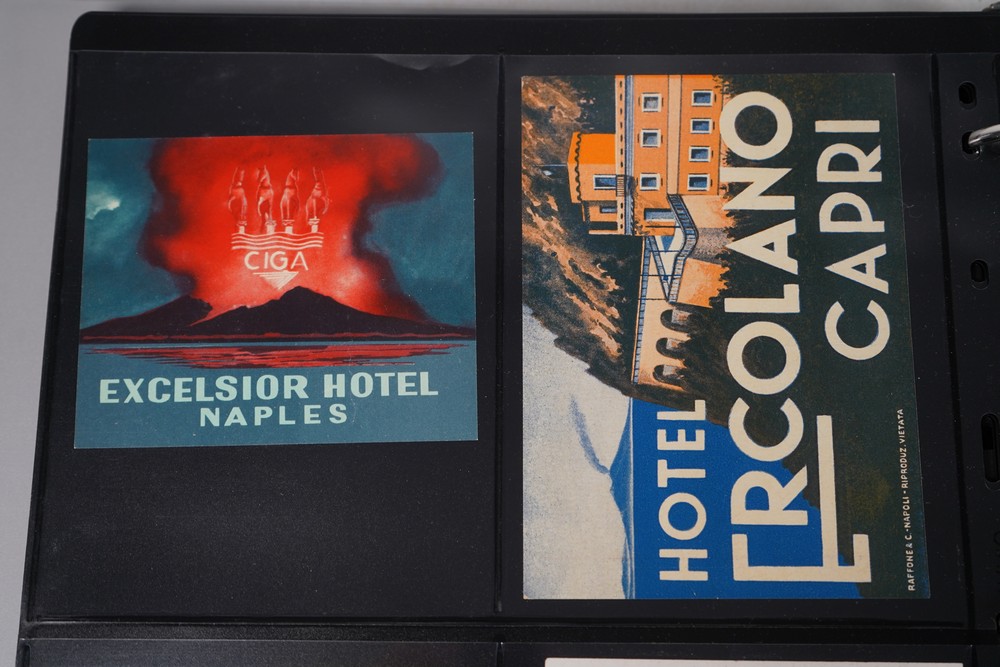 CIGA
EXCELSIOR HOTEL
NAPLES
HOTEL
ERCOLANO
CAPRI
RAFFONE & C - NAPOLI - RIPRODUZ. VIETATA